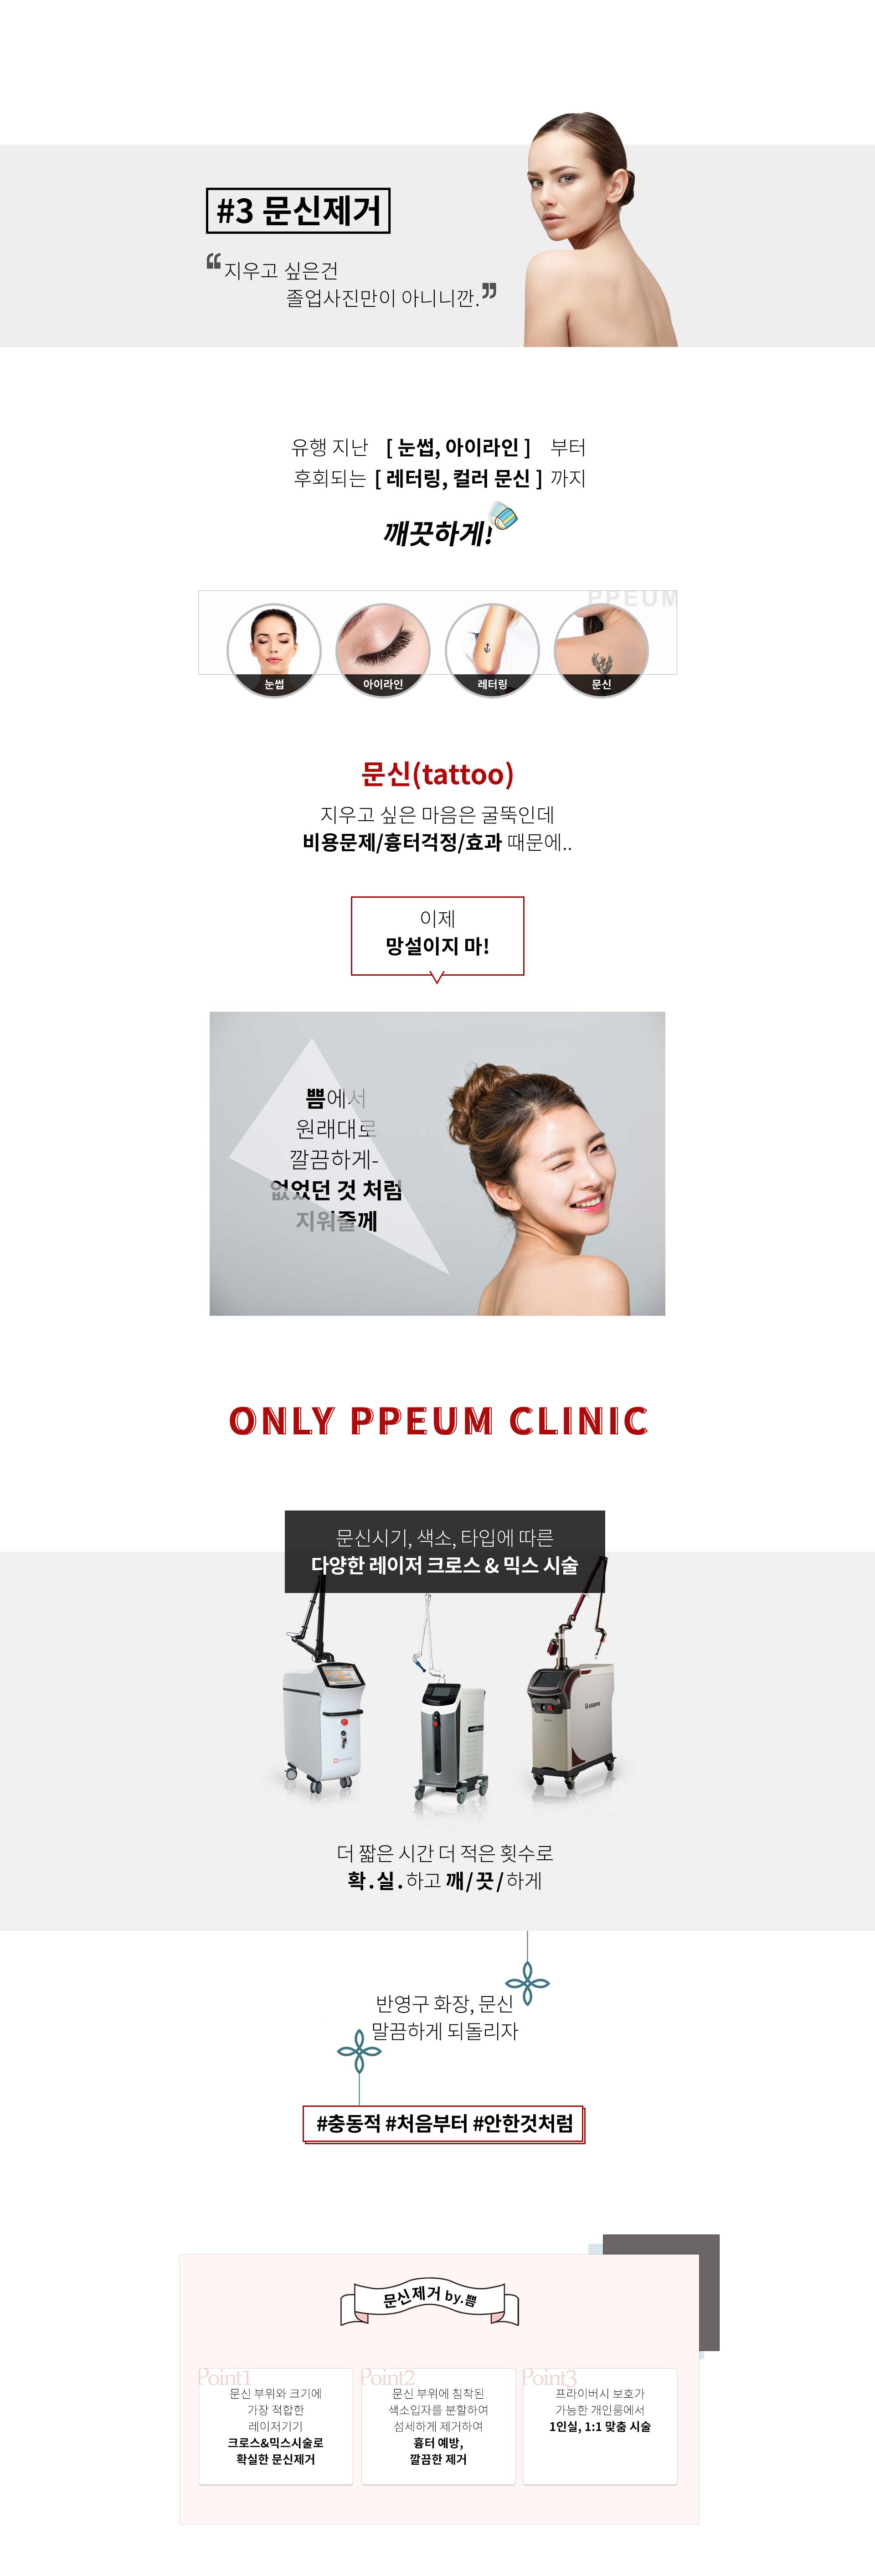 #3 문신제거
“ 지우고 싶은건
졸업사진만이 아니니깐. ”
유행 지난 [ 눈썹, 아이라인 ] 부터
후회되는 [ 레터링, 컬러 문신 ] 까지
깨끗하게!
PPEUM
눈썹
아이라인
레터링
문신
문신(tattoo)
지우고 싶은 마음은 굴뚝인데
비용문제/흉터걱정/효과 때문에..
이제
망설이지 마!
쁨에서
원래대로
깔끔하게-
없었던 것 처럼
지워줄께
ONLY PPEUM CLINIC
문신시기, 색소, 타입에 따른
다양한 레이저 크로스 & 믹스 시술
더 짧은 시간 더 적은 횟수로
확.실.하고 깨/끗/하게
반영구 화장, 문신
말끔하게 되돌리자
#충동적 #처음부터 #안한것처럼
문신제거 by.쁨
Point1
문신 부위와 크기에
가장 적합한
레이저기기
크로스&믹스시술로
확실한 문신제거
Point2
문신 부위에 침착된
색소입자를 분할하여
섬세하게 제거하여
흉터 예방,
깔끔한 제거
Point3
프라이버시 보호가
가능한 개인룸에서
1인실, 1:1 맞춤 시술